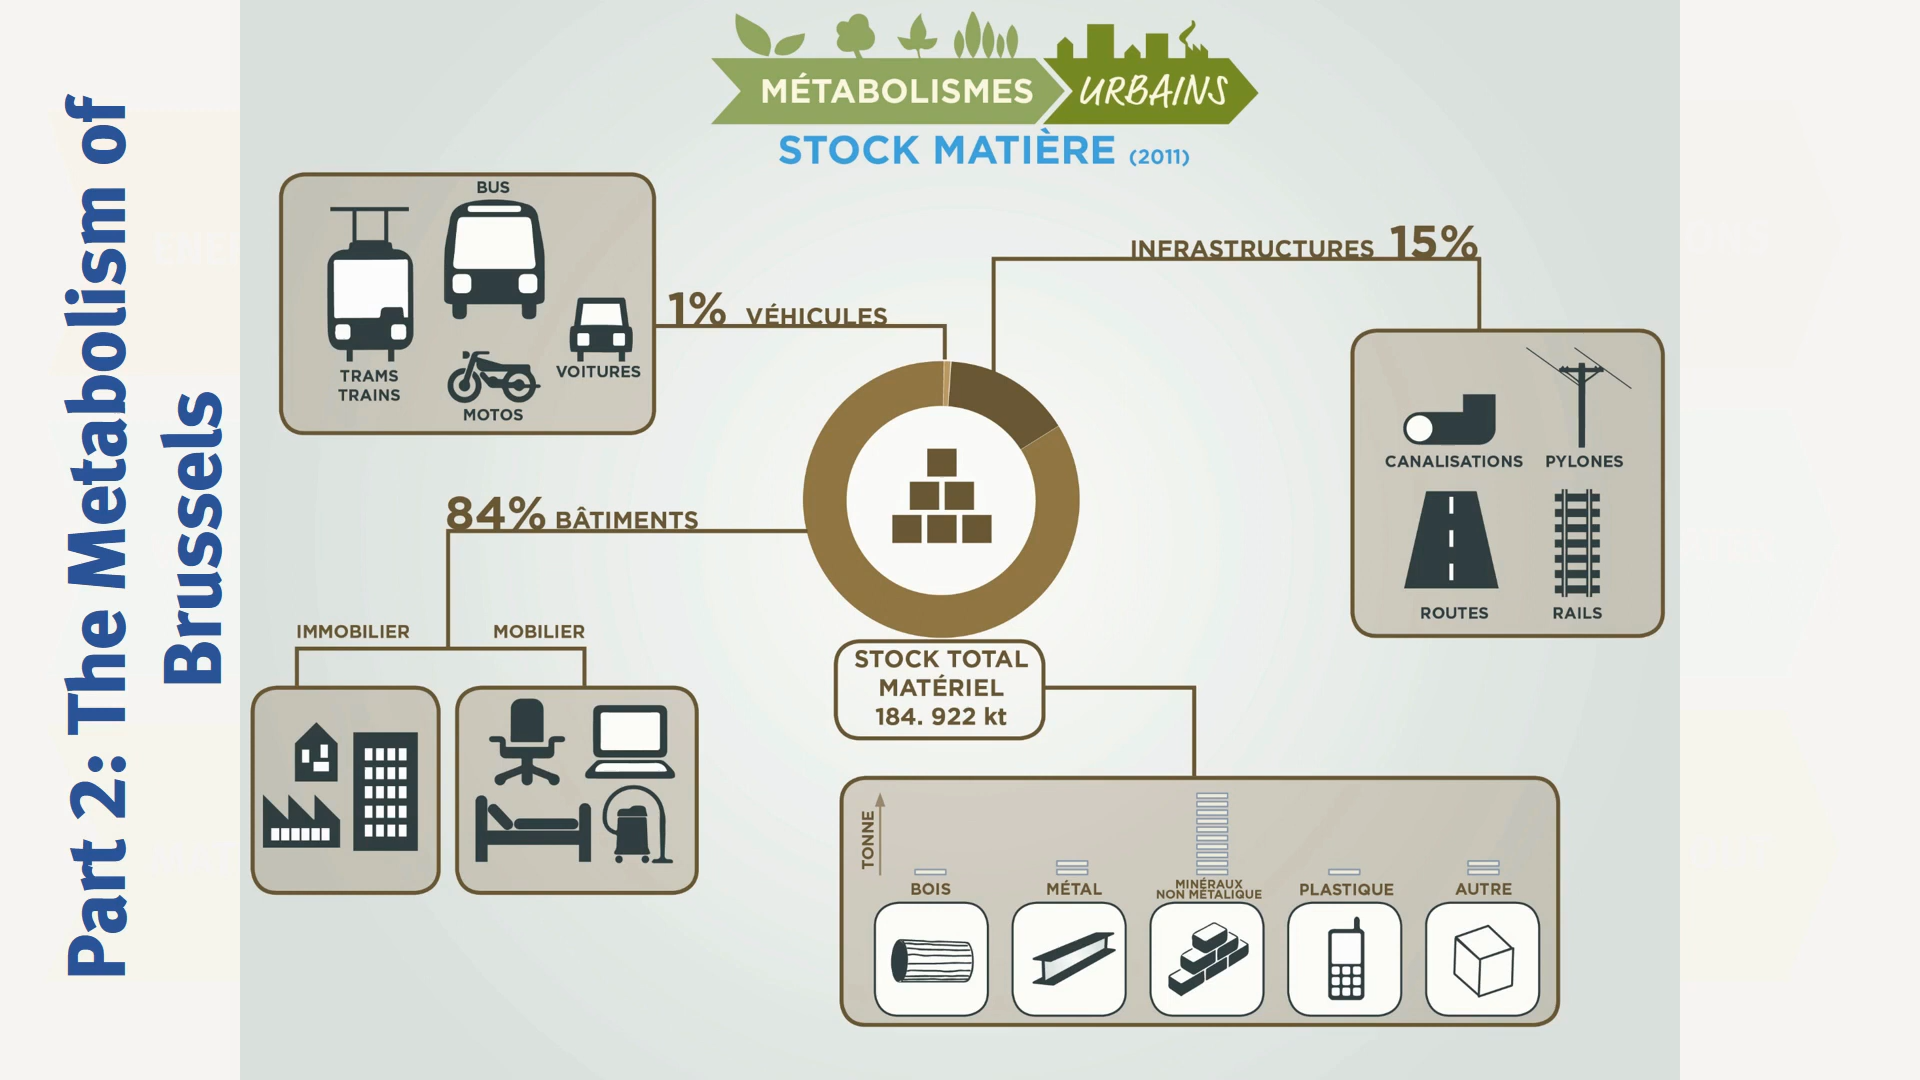 Part 2: The Metabolism of
Brussels
MÉTABOLISMES URBAINS
STOCK MATIÈRE (2011)
BUS
TRAMS
TRAINS
MOTOS
VOITURES
1% VÉHICULES
INFRASTRUCTURES 15%
CANALISATIONS
PYLONES
ROUTES
RAILS
84% BÂTIMENTS
IMMOBILIER
MOBILIER
STOCK TOTAL
MATÉRIEL
184. 922 kt
TONNE
BOIS
MÉTAL
MINÉRAUX
NON MÉTALIQUE
PLASTIQUE
AUTRE